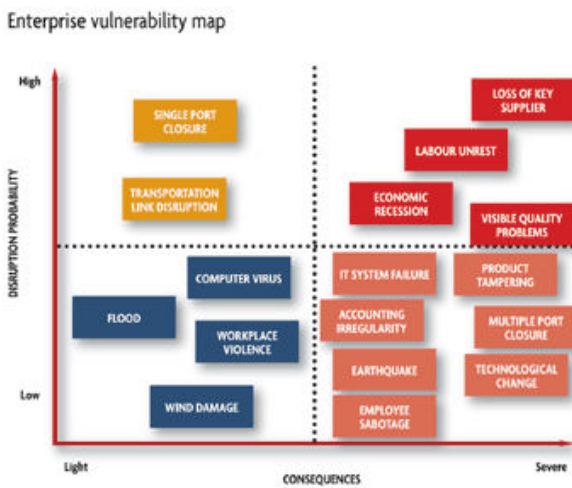 Enterprise vulnerability map
High
LOSS OF KEY
SUPPLIER
SINGLE PORT
CLOSURE
LABOUR UNREST
TRANSPORTATION
LINK DISRUPTION
ECONOMIC
RECESSION
VISIBLE QUALITY
PROBLEMS
DISRUPTION PROBABILITY
COMPUTER VIRUS
IT SYSTEM FAILURE
PRODUCT
TAMPERING
FLOOD
ACCOUNTING
IRREGULARITY
MULTIPLE PORT
CLOSURE
WORKPLACE
VIOLENCE
EARTHQUAKE
TECHNOLOGICAL
CHANGE
Low
WIND DAMAGE
EMPLOYEE
SABOTAGE
Light
CONSEQUENCES
Severe